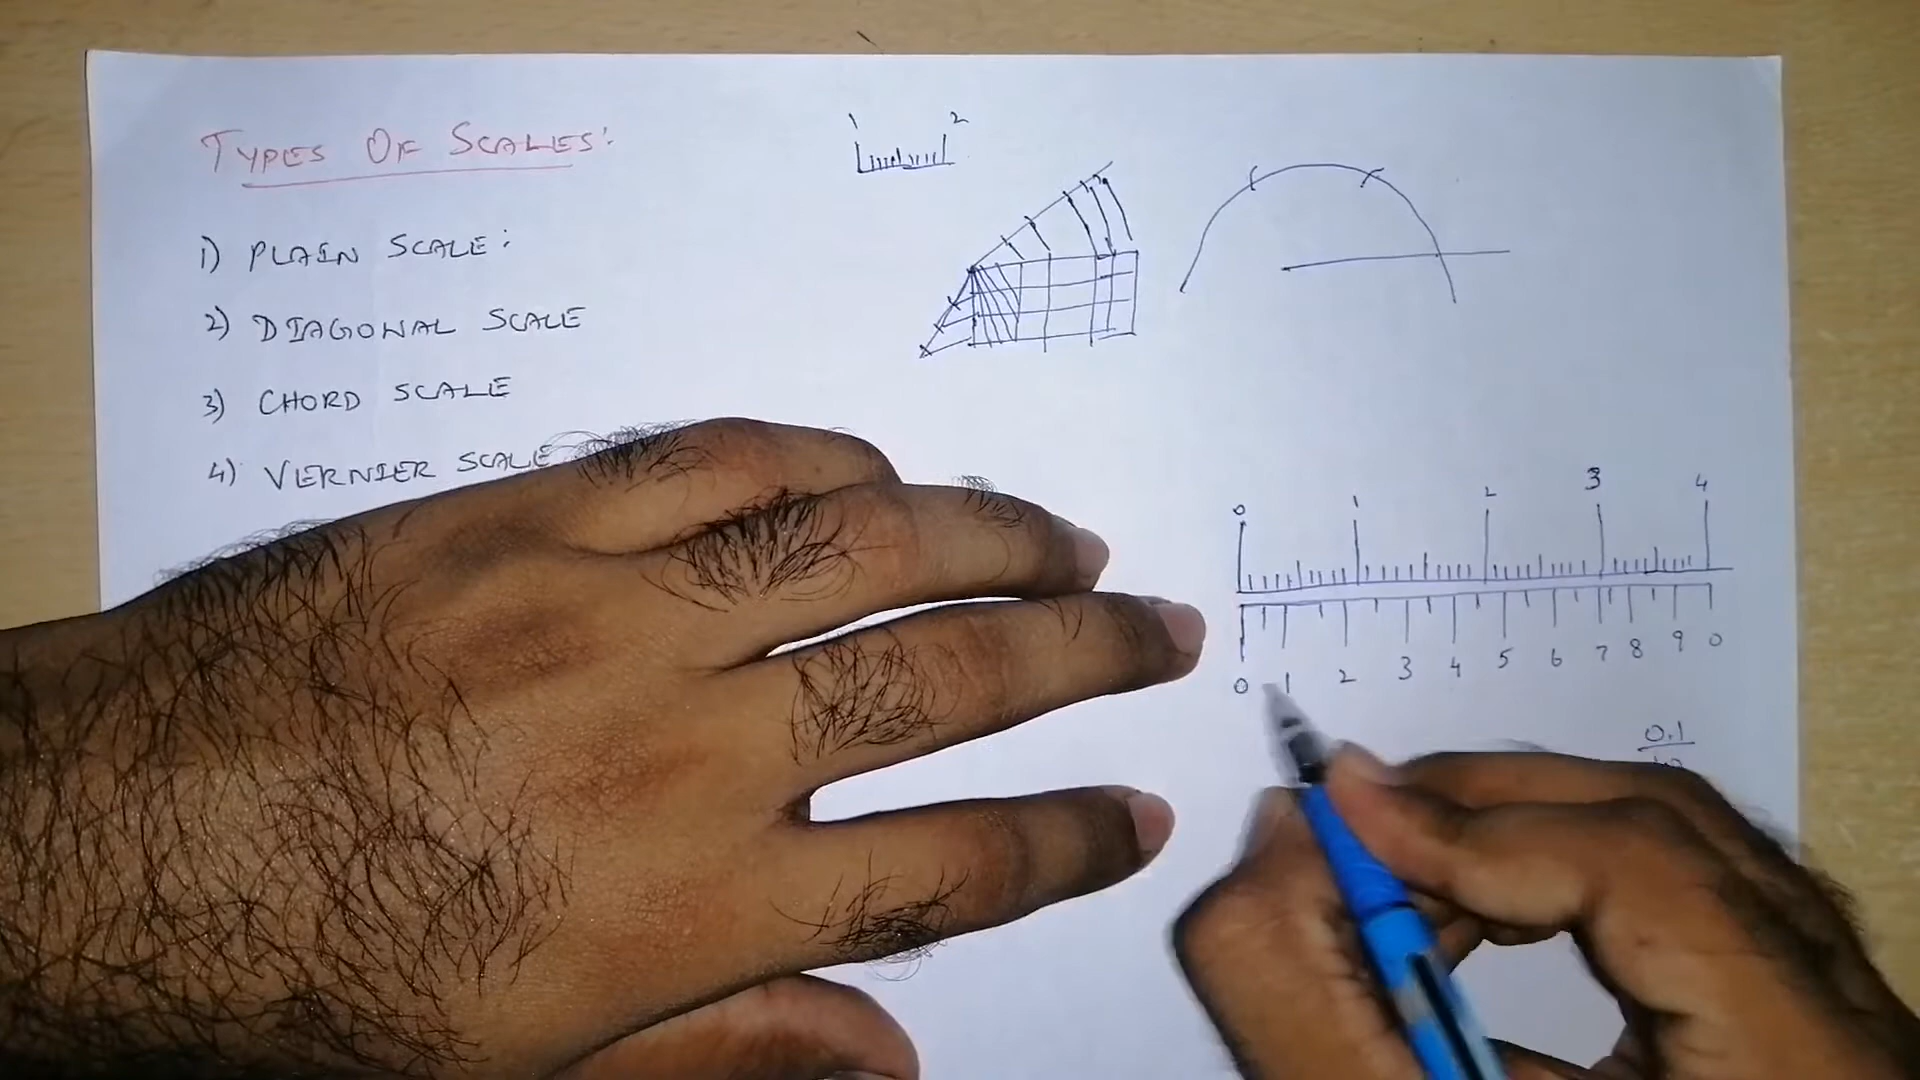 TYPES OF SCALES:
1) PLAIN SCALE:
2) DIAGONAL SCALE
3) CHORD SCALE
4) VERNIER SCALE
1 2
0 1 2 3 4
0 1 2 3 4 5 6 7 8 9 0
0.1